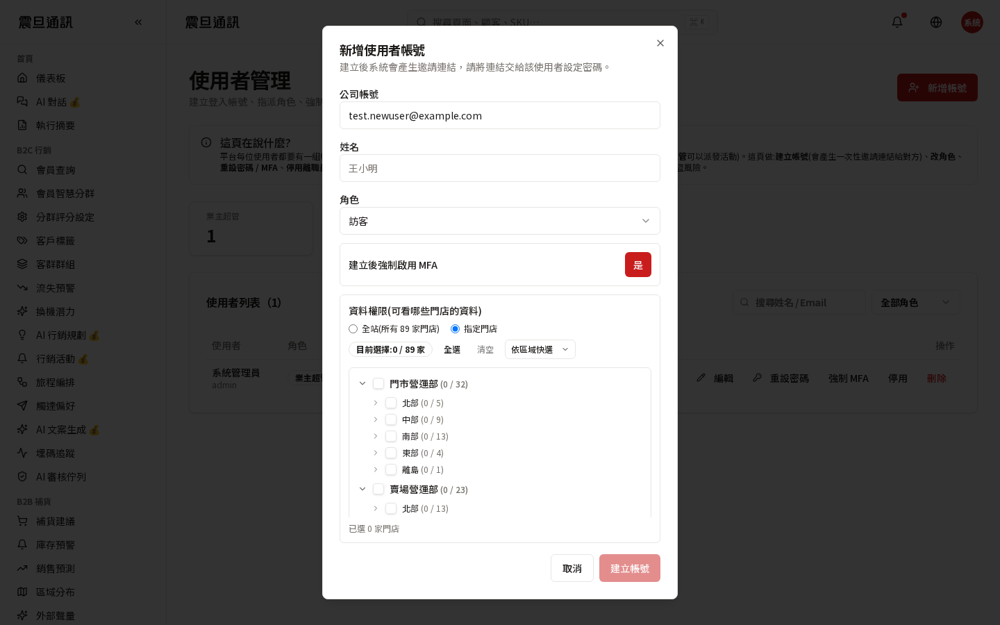 震旦通訊
震旦通訊
搜尋頁面、顧客、SKU…
⌘ K
系統
首頁
儀表板
AI 對話 💰
執行摘要
B2C 行銷
會員查詢
會員智慧分群
分群評分設定
客戶標籤
客群群組
流失預警
換機潛力
AI 行銷規劃 💰
行銷活動 💰
旅程編排
觸達偏好
AI 文案生成 💰
埋碼追蹤
AI 審核佇列
B2B 補貨
補貨建議
庫存預警
銷售預測
區域分布
外部聲量
使用者管理
建立登入帳號、指派角色、強制
新增帳號
這頁在說什麼?
平台每位使用者都要有一組
管可以派發活動)。這頁做:建立帳號(會產生一次性邀請連結給對方)、改角色、
重設密碼 / MFA、停用離職
盜風險。
業主超管
1
使用者列表（1）
搜尋姓名 / Email
全部角色
使用者
角色
操作
系統管理員
admin
業主超
編輯
重設密碼
強制 MFA
停用
刪除
新增使用者帳號
建立後系統會產生邀請連結，請將連結交給該使用者設定密碼。
公司帳號
test.newuser@example.com
姓名
王小明
角色
訪客
建立後強制啟用 MFA
是
資料權限(可看哪些門店的資料)
全站(所有 89 家門店)
指定門店
目前選擇:0 / 89 家
全選
清空
依區域快選
門市營運部 (0 / 32)
北部 (0 / 5)
中部 (0 / 9)
南部 (0 / 13)
東部 (0 / 4)
離島 (0 / 1)
賣場營運部 (0 / 23)
北部 (0 / 13)
已選 0 家門店
取消
建立帳號